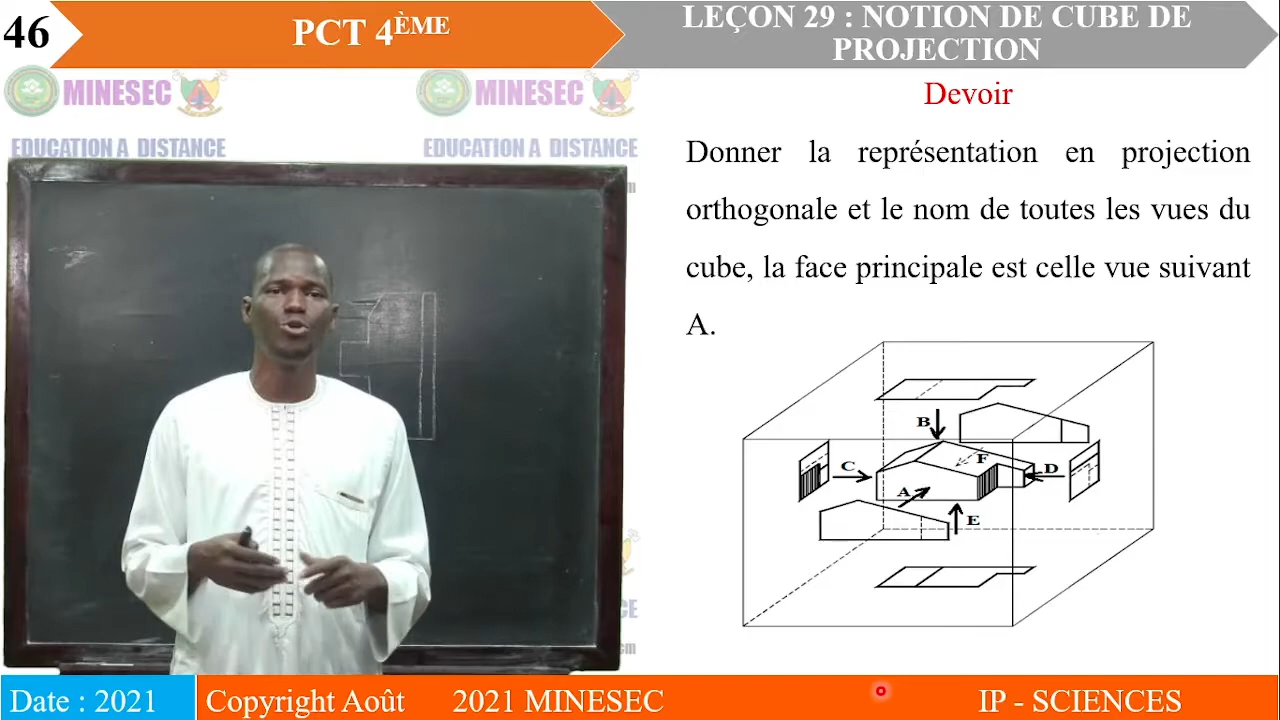 46
PCT 4ÈME
LEÇON 29 : NOTION DE CUBE DE
PROJECTION
MINESEC
MINESEC
EDUCATION A DISTANCE
EDUCATION A DISTANCE
Devoir
Donner la représentation en projection
orthogonale et le nom de toutes les vues du
cube, la face principale est celle vue suivant
A.
B
F
C
D
A
E
Date : 2021
Copyright Août 2021 MINESEC
IP - SCIENCES